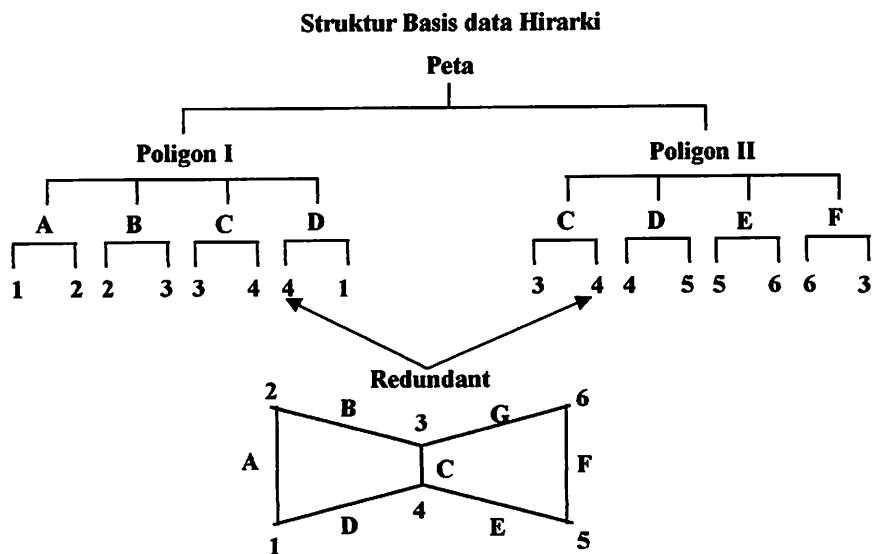 Struktur Basis data Hirarki
Peta
Poligon I Poligon II
A B C D C D E F
1 2 2 3 3 4 4 1 3 4 4 5 5 6 6 3
Redundant
2 B 3 G 6
A C F
1 D 4 E 5